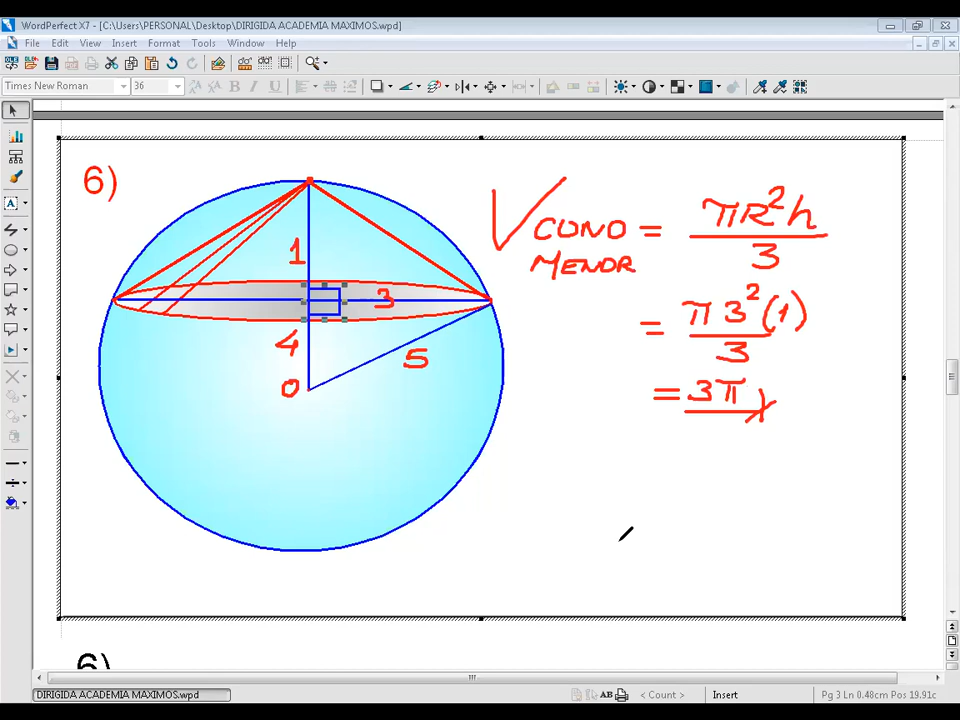 WordPerfect X7 - [C:\Users\PERSONAL\Desktop\DIRIGIDA ACADEMIA MAXIMOS.wpd]
File Edit View Insert Format Tools Window Help
Times New Roman 36
6)
1
3
4
5
O
V CONO MENOR = πR²h / 3
= π 3² (1) / 3
= 3π
6)
DIRIGIDA ACADEMIA MAXIMOS.wpd
AB < Count > Insert Pg 3 Ln 0.48cm Pos 19.91c